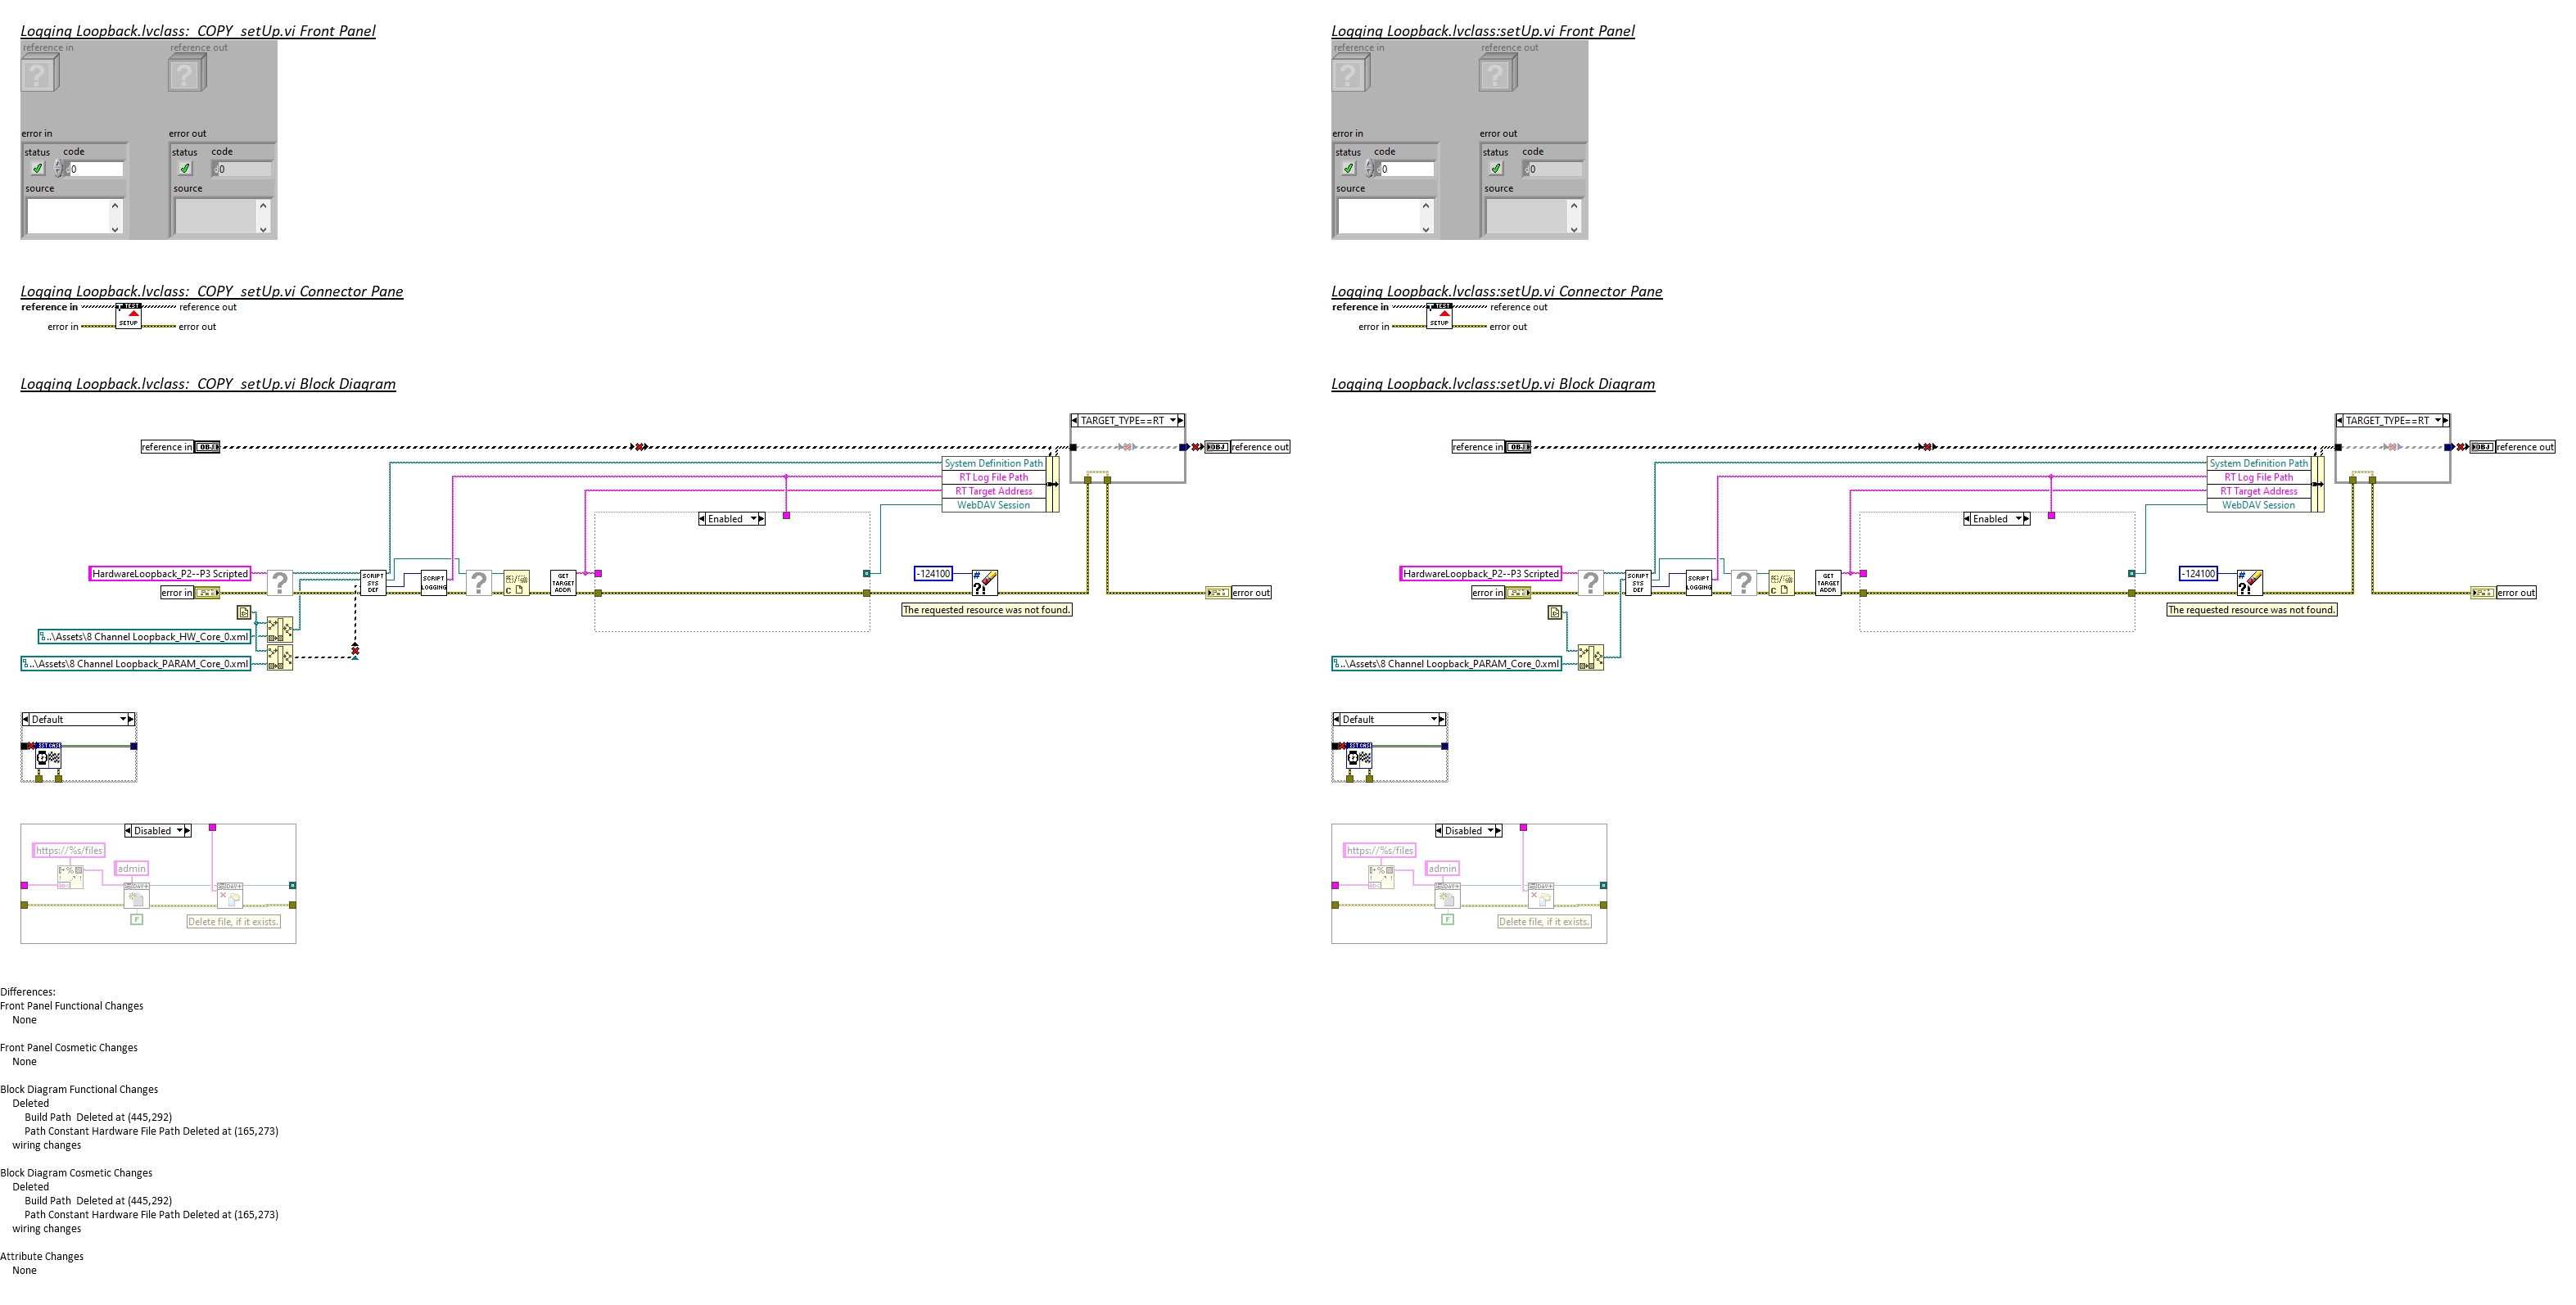 Logging Loopback.lvclass:  COPY  setUp.vi Front Panel
reference in
reference out
error in
error out
status
code
status
code
0
0
source
source
Logging Loopback.lvclass:  COPY  setUp.vi Connector Pane
reference in
reference out
TEST
SETUP
error in
error out
Logging Loopback.lvclass:  COPY  setUp.vi Block Diagram
TARGET_TYPE==RT
reference in
OBJ
OBJ
reference out
System Definition Path
RT Log File Path
RT Target Address
WebDAV Session
Enabled
HardwareLoopback_P2--P3 Scripted
?
SCRIPT SYS DEF
SCRIPT LOGGING
?
GET TARGET ADDR
-124100
#
?!
error in
error out
The requested resource was not found.
..\Assets\8 Channel Loopback_HW_Core_0.xml
..\Assets\8 Channel Loopback_PARAM_Core_0.xml
Default
Disabled
https://%s/files
admin
F
Delete file, if it exists.
Logging Loopback.lvclass:setUp.vi Front Panel
reference in
reference out
error in
error out
status
code
status
code
0
0
source
source
Logging Loopback.lvclass:setUp.vi Connector Pane
reference in
reference out
TEST
SETUP
error in
error out
Logging Loopback.lvclass:setUp.vi Block Diagram
TARGET_TYPE==RT
reference in
OBJ
OBJ
reference out
System Definition Path
RT Log File Path
RT Target Address
WebDAV Session
Enabled
HardwareLoopback_P2--P3 Scripted
?
SCRIPT SYS DEF
SCRIPT LOGGING
?
GET TARGET ADDR
-124100
#
?!
error in
error out
The requested resource was not found.
..\Assets\8 Channel Loopback_PARAM_Core_0.xml
Default
Disabled
https://%s/files
admin
F
Delete file, if it exists.
Differences:
Front Panel Functional Changes
None
Front Panel Cosmetic Changes
None
Block Diagram Functional Changes
Deleted
Build Path  Deleted at (445,292)
Path Constant Hardware File Path Deleted at (165,273)
wiring changes
Block Diagram Cosmetic Changes
Deleted
Build Path  Deleted at (445,292)
Path Constant Hardware File Path Deleted at (165,273)
wiring changes
Attribute Changes
None